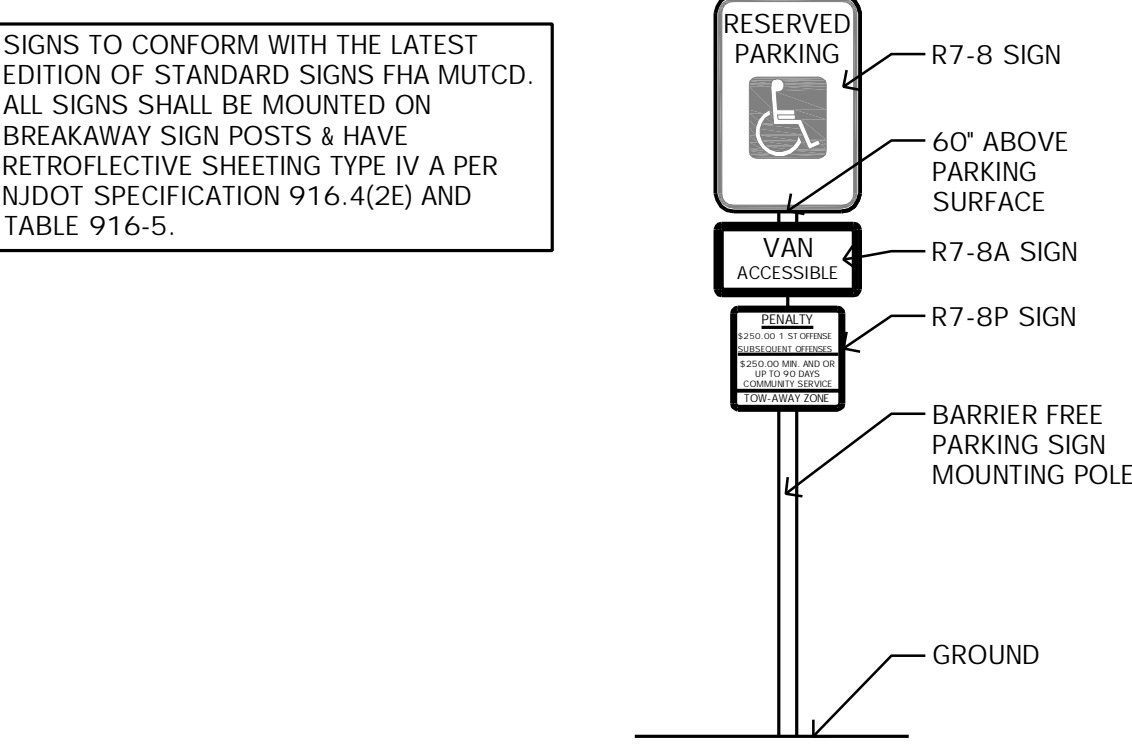 SIGNS TO CONFORM WITH THE LATEST
EDITION OF STANDARD SIGNS FHA MUTCD.
ALL SIGNS SHALL BE MOUNTED ON
BREAKAWAY SIGN POSTS & HAVE
RETROFLECTIVE SHEETING TYPE IV A PER
NJDOT SPECIFICATION 916.4(2E) AND
TABLE 916-5.
RESERVED
PARKING
R7-8 SIGN
60" ABOVE
PARKING
SURFACE
VAN
ACCESSIBLE
R7-8A SIGN
PENALTY
$250.00 1 ST OFFENSE
SUBSEQUENT OFFENSES
$250.00 MIN. AND OR
UP TO 90 DAYS
COMMUNITY SERVICE
TOW-AWAY ZONE
R7-8P SIGN
BARRIER FREE
PARKING SIGN
MOUNTING POLE
GROUND